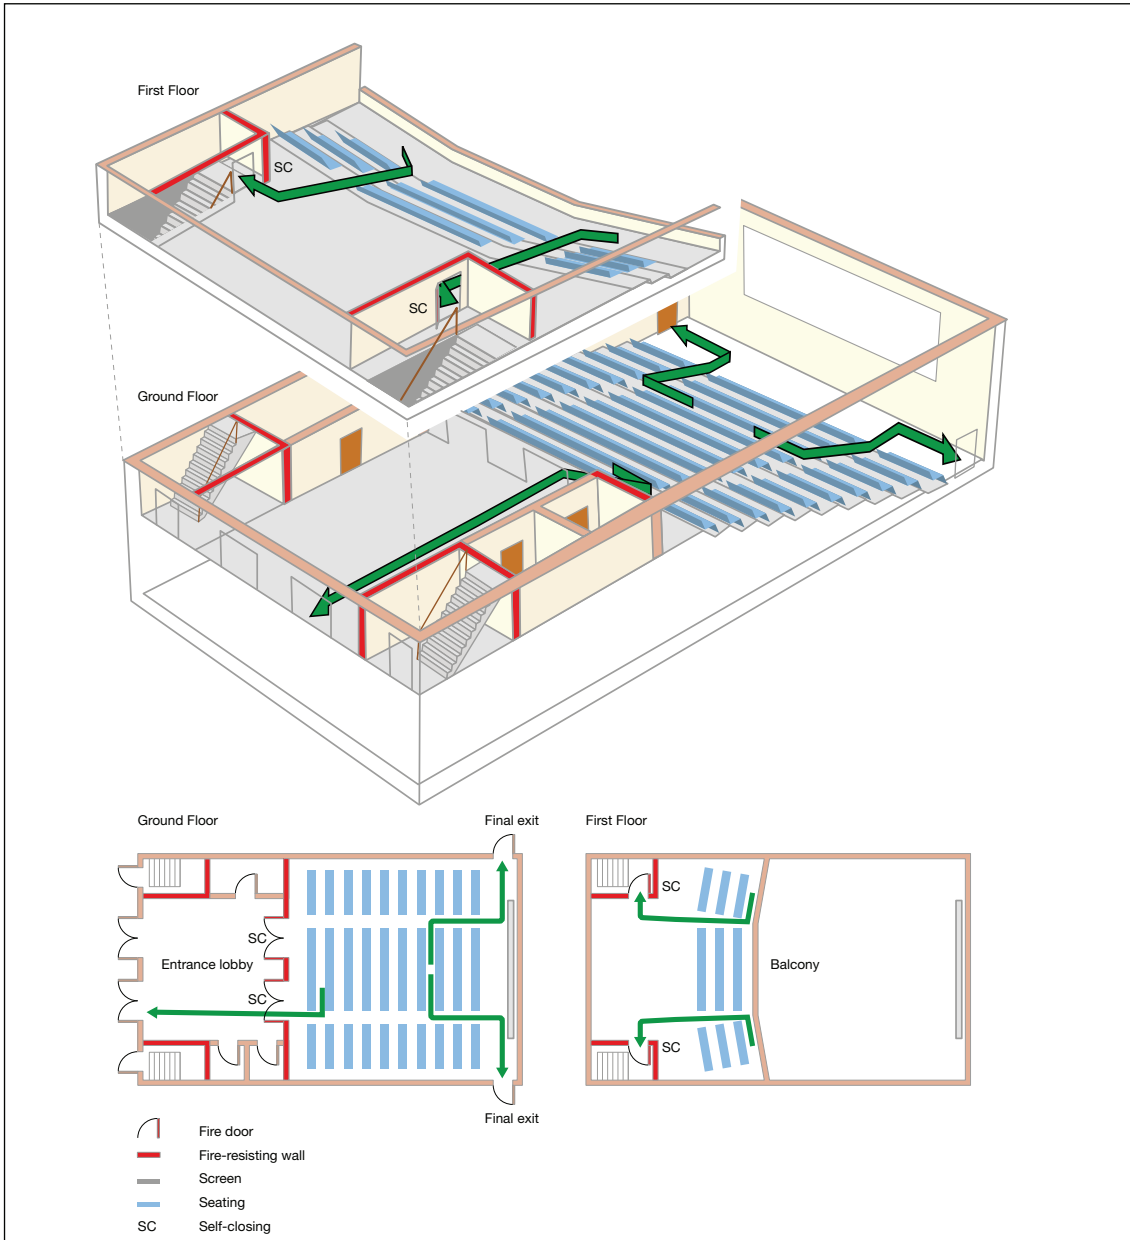 First Floor
SC
SC
Ground Floor
Ground Floor
Final exit
First Floor
SC
SC
Entrance lobby
Balcony
SC
SC
Final exit
Fire door
Fire-resisting wall
Screen
Seating
SC Self-closing